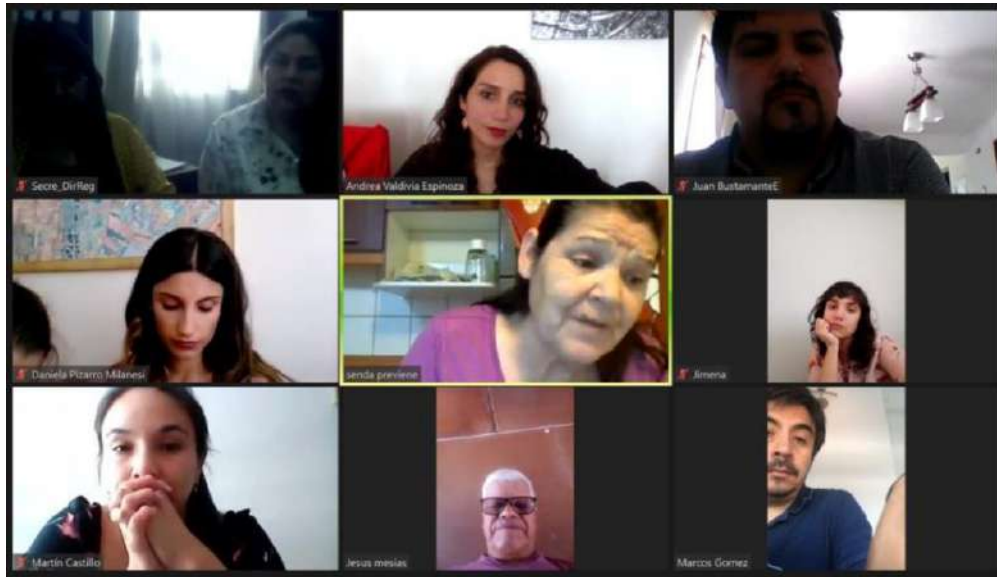 Secre_DirReg
Andrea Valdivia Espinoza
Juan BustamanteE
Daniela Pizarro Milanesi
senda previene
Jimena
Martín Castillo
Jesus mesias
Marcos Gomez